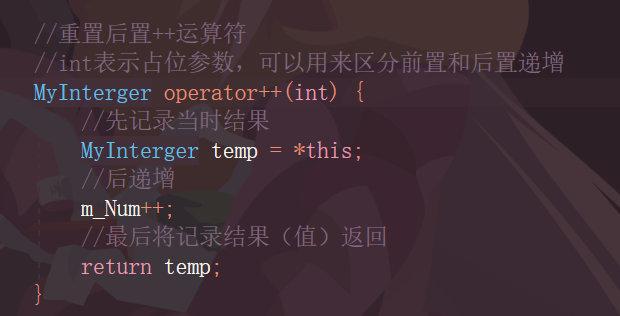 //重置后置++运算符
//int表示占位参数，可以用来区分前置和后置递增
MyInterger operator++(int) {
//先记录当时结果
MyInterger temp = *this;
//后递增
m_Num++;
//最后将记录结果（值）返回
return temp;
}